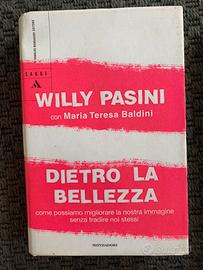 SAGGI
WILLY PASINI
con Maria Teresa Baldini
DIETRO LA
BELLEZZA
come possiamo migliorare la nostra immagine
senza tradire noi stessi
MONDADORI